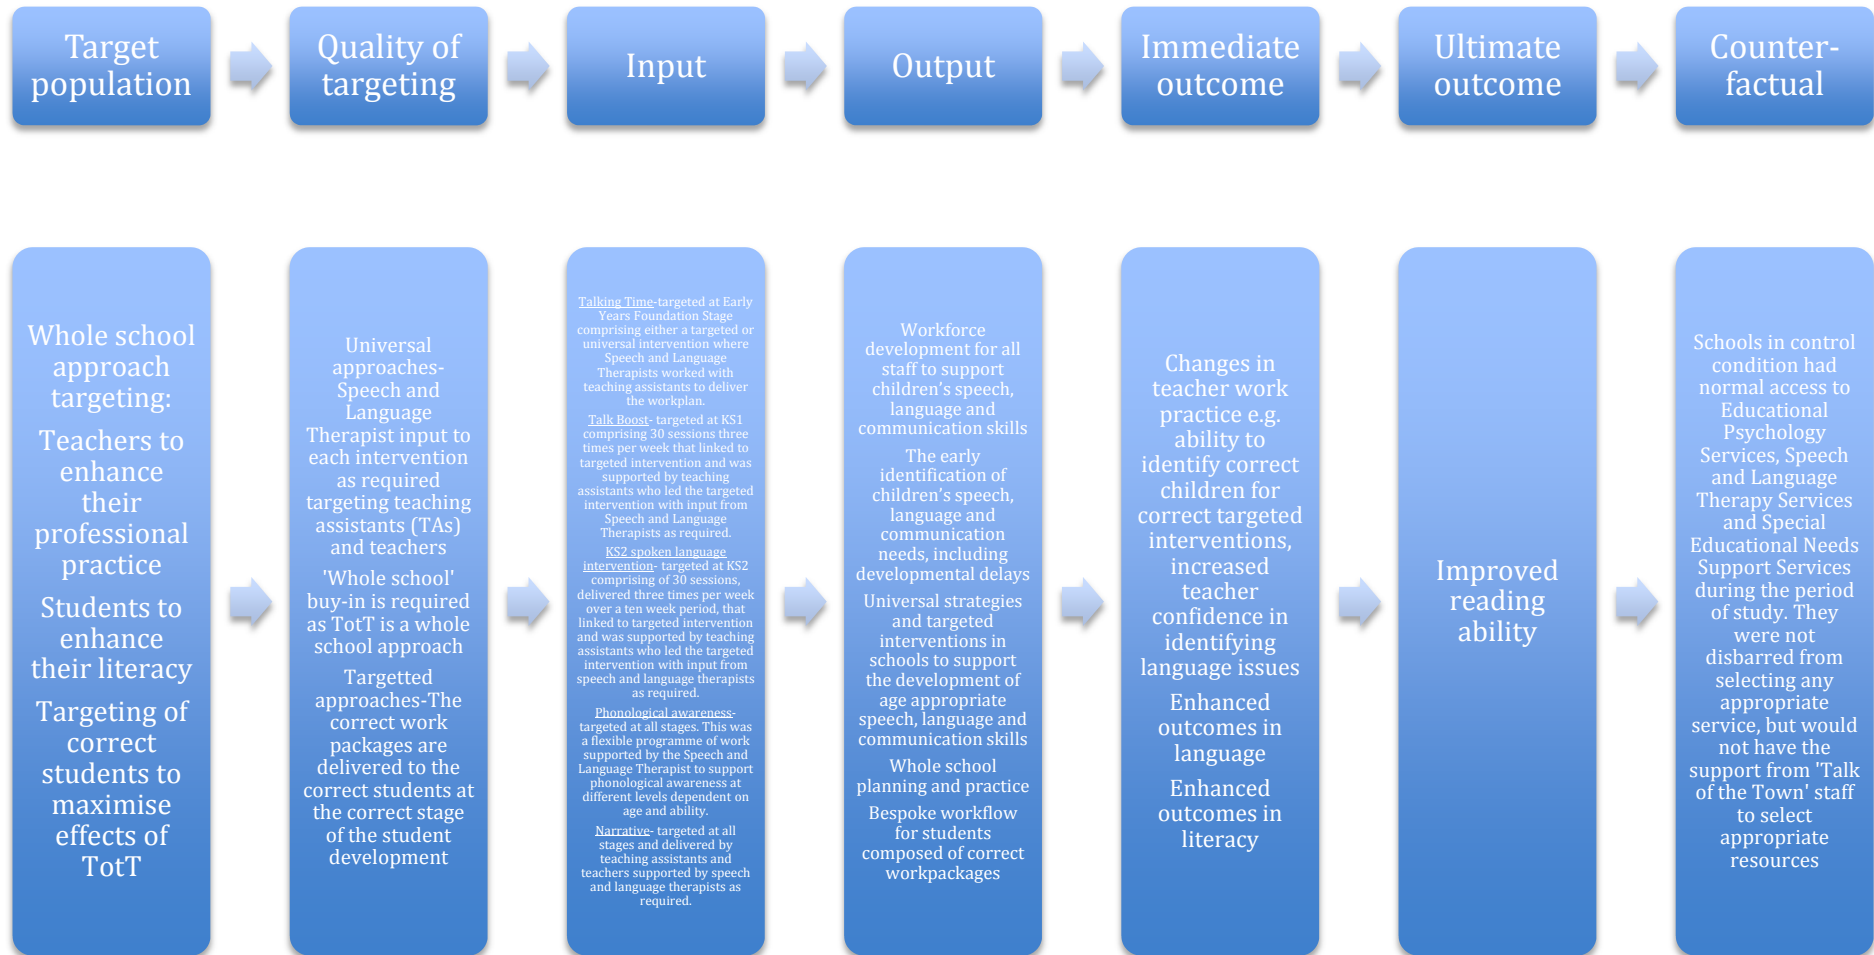 Target
population
Quality of
targeting
Input
Output
Immediate
outcome
Ultimate
outcome
Counter-
factual
Whole school
approach
targeting:
Teachers to
enhance
their
professional
practice
Students to
enhance
their literacy
Targeting of
correct
students to
maximise
effects of
TotT
Universal
approaches-
Speech and
Language
Therapist input to
each intervention
as required
targeting teaching
assistants (TAs)
and teachers
'Whole school'
buy-in is required
as TotT is a whole
school approach
Targetted
approaches-The
correct work
packages are
delivered to the
correct students at
the correct stage
of the student
development
Talking Time-targeted at Early
Years Foundation Stage
comprising either a targeted or
universal intervention where
Speech and Language
Therapists worked with
teaching assistants to deliver
the workplan.
Talk Boost- targeted at KS1
comprising 30 sessions three
times per week that linked to
targeted intervention and was
supported by teaching
assistants who led the targeted
intervention with input from
Speech and Language
Therapists as required.
KS2 spoken language
intervention- targeted at KS2
comprising of 30 sessions,
delivered three times per week
over a ten week period, that
linked to targeted intervention
and was supported by teaching
assistants who led the targeted
intervention with input from
speech and language therapists
as required.
Phonological awareness-
targeted at all stages. This was
a flexible programme of work
supported by the Speech and
Language Therapist to support
phonological awareness at
different levels dependent on
age and ability.
Narrative- targeted at all
stages and delivered by
teaching assistants and
teachers supported by speech
and language therapists as
required.
Workforce
development for all
staff to support
children's speech,
language and
communication skills
The early
identification of
children's speech,
language and
communication
needs, including
developmental delays
Universal strategies
and targeted
interventions in
schools to support
the development of
age appropriate
speech, language and
communication skills
Whole school
planning and practice
Bespoke workflow
for students
composed of correct
workpackages
Changes in
teacher work
practice e.g.
ability to
identify correct
children for
correct targeted
interventions,
increased
teacher
confidence in
identifying
language issues
Enhanced
outcomes in
language
Enhanced
outcomes in
literacy
Improved
reading
ability
Schools in control
condition had
normal access to
Educational
Psychology
Services, Speech
and Language
Therapy Services
and Special
Educational Needs
Support Services
during the period
of study. They
were not
disbarred from
selecting any
appropriate
service, but would
not have the
support from 'Talk
of the Town' staff
to select
appropriate
resources